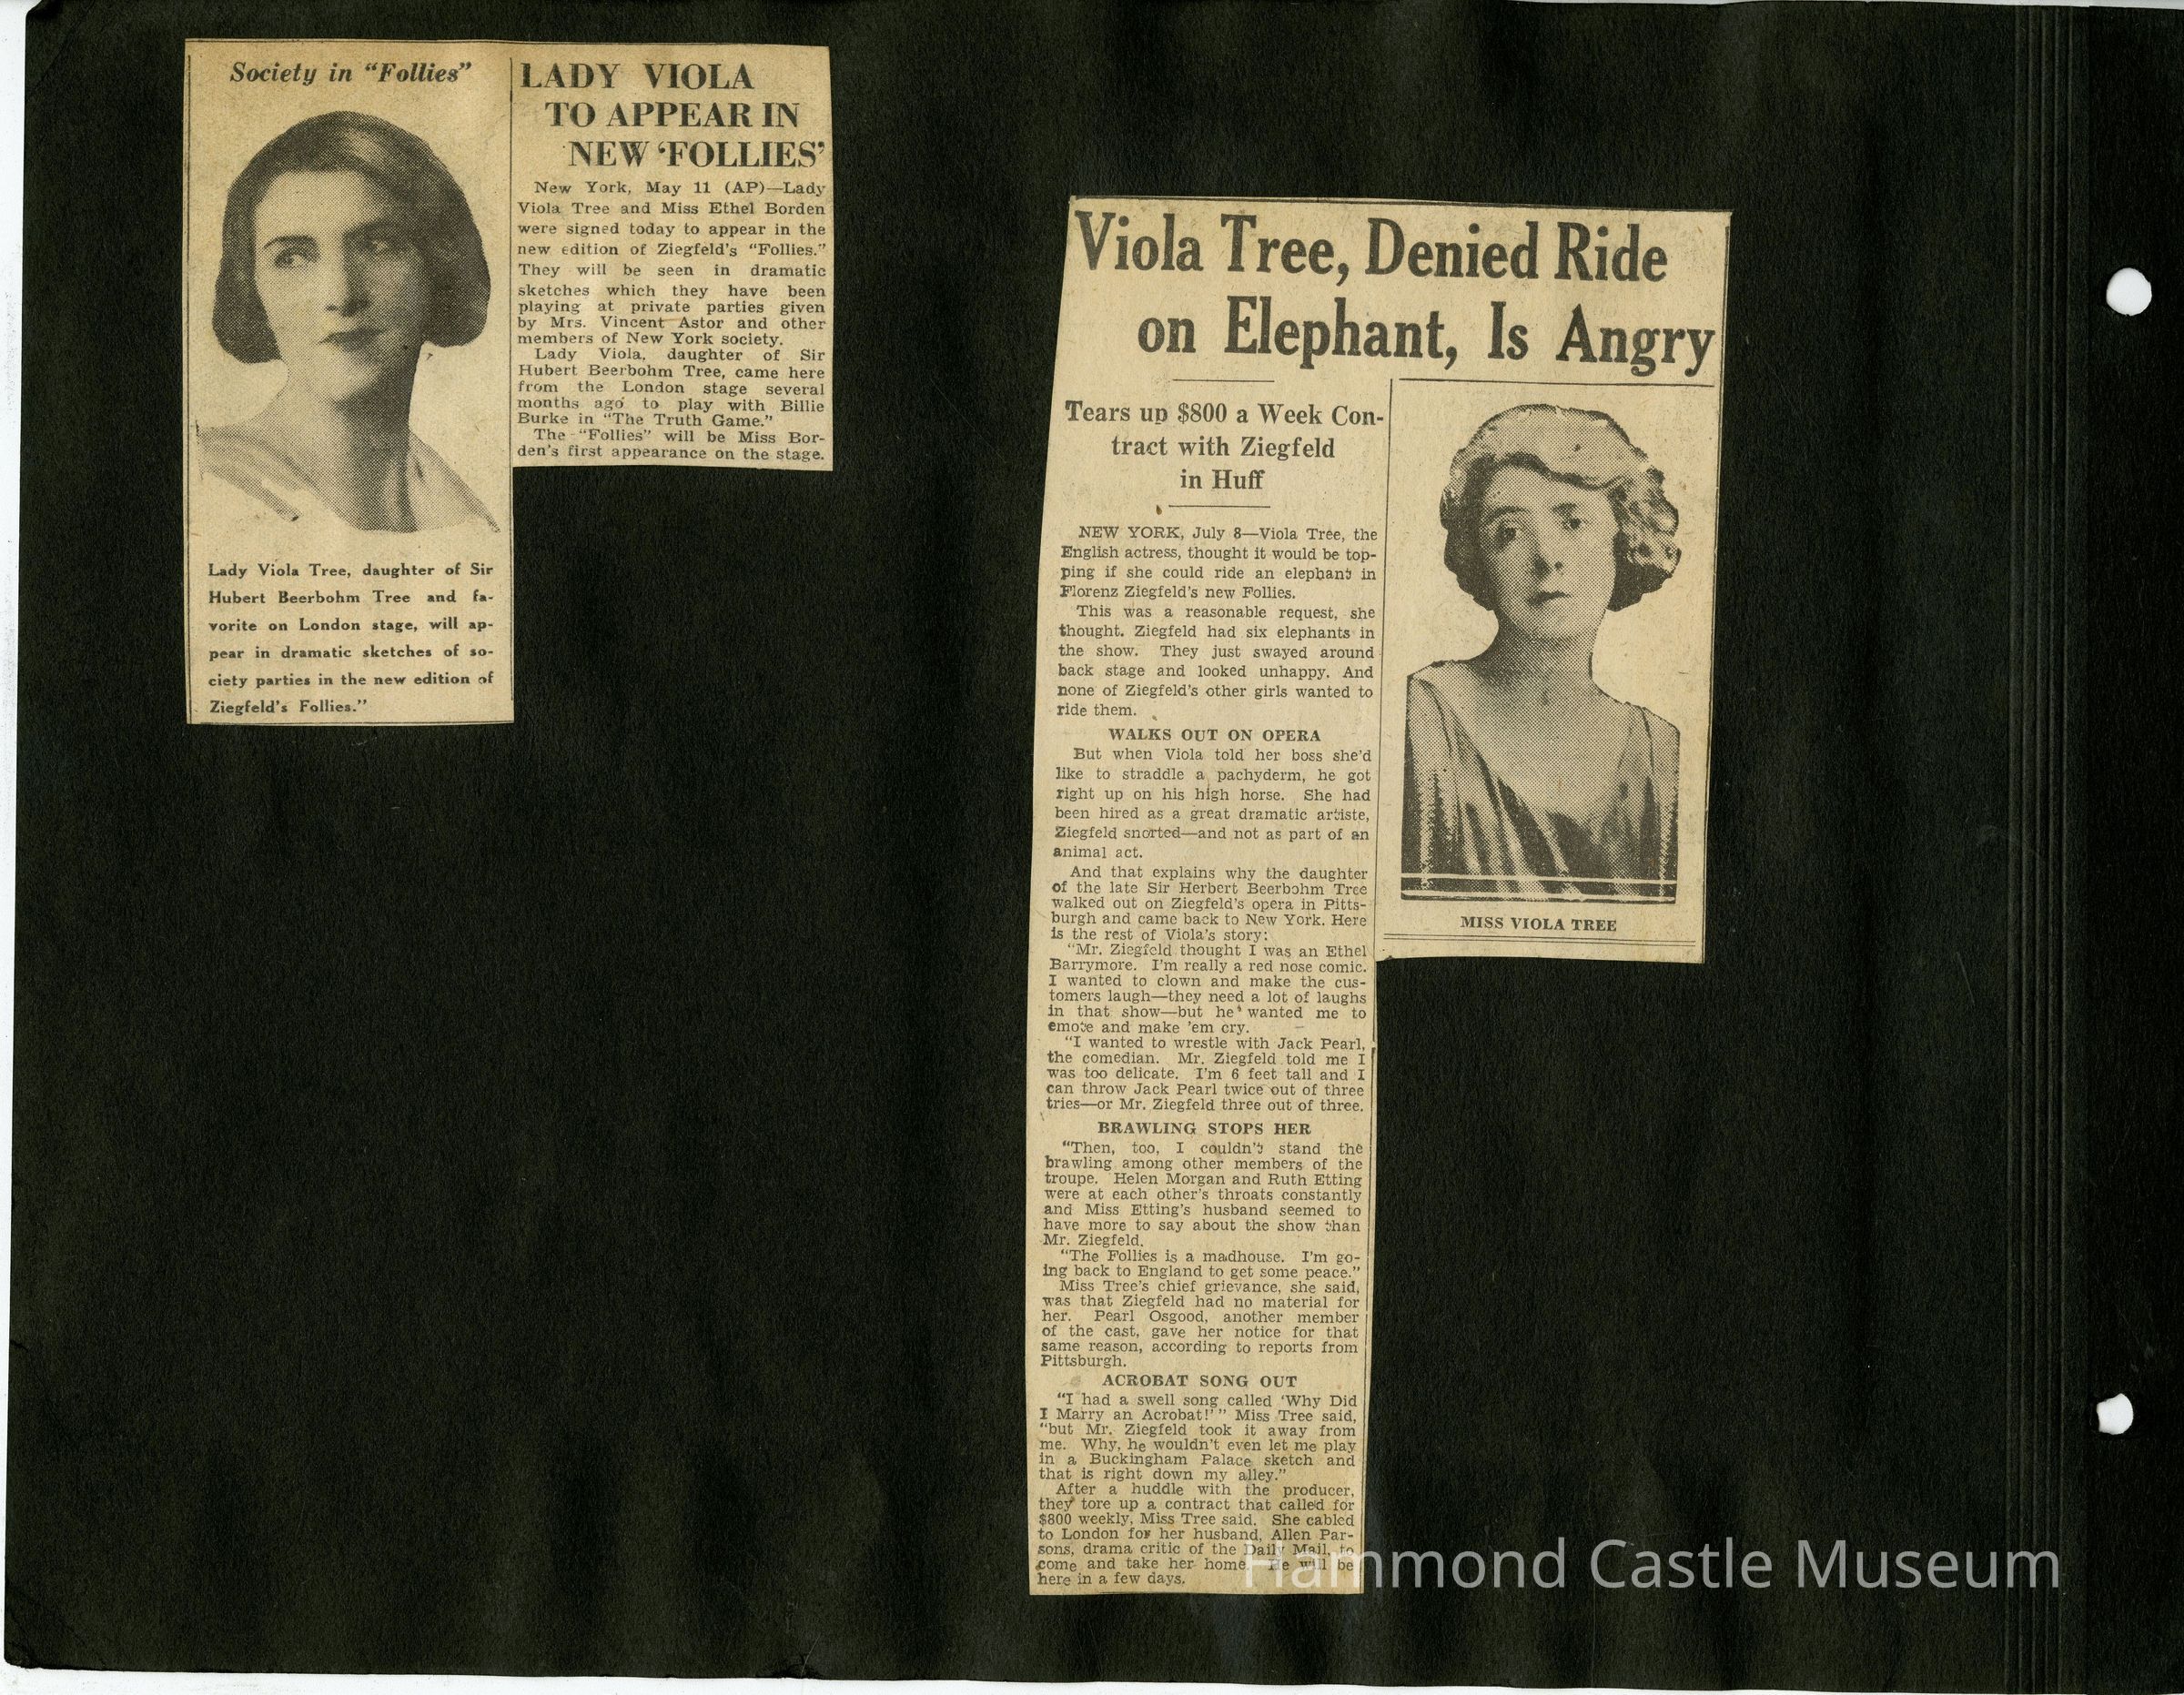 Society in “Follies”
Lady Viola Tree, daughter of Sir
Hubert Beerbohm Tree and fa-
vorite on London stage, will ap-
pear in dramatic sketches of so-
ciety parties in the new edition of
Ziegfeld's Follies.”
LADY VIOLA
TO APPEAR IN
NEW ‘FOLLIES’
New York, May 11 (AP)—Lady
Viola Tree and Miss Ethel Borden
were signed today to appear in the
new edition of Ziegfeld's “Follies.”
They will be seen in dramatic
sketches which they have been
playing at private parties given
by Mrs. Vincent Astor and other
members of New York society.
Lady Viola, daughter of Sir
Hubert Beerbohm Tree, came here
from the London stage several
months ago to play with Billie
Burke in “The Truth Game.”
The “Follies” will be Miss Bor-
den's first appearance on the stage.
Viola Tree, Denied Ride
on Elephant, Is Angry
Tears up $800 a Week Con-
tract with Ziegfeld
in Huff
NEW YORK, July 8—Viola Tree, the
English actress, thought it would be top-
ping if she could ride an elephant in
Florenz Ziegfeld's new Follies.
This was a reasonable request, she
thought. Ziegfeld had six elephants in
the show. They just swayed around
back stage and looked unhappy. And
none of Ziegfeld's other girls wanted to
ride them.
WALKS OUT ON OPERA
But when Viola told her boss she'd
like to straddle a pachyderm, he got
right up on his high horse. She had
been hired as a great dramatic artiste,
Ziegfeld snorted—and not as part of an
animal act.
And that explains why the daughter
of the late Sir Herbert Beerbohm Tree
walked out on Ziegfeld's opera in Pitts-
burgh and came back to New York. Here
is the rest of Viola's story:
“Mr. Ziegfeld thought I was an Ethel
Barrymore. I'm really a red nose comic.
I wanted to clown and make the cus-
tomers laugh—they need a lot of laughs
in that show—but he wanted me to
emote and make 'em cry.
“I wanted to wrestle with Jack Pearl,
the comedian. Mr. Ziegfeld told me I
was too delicate. I'm 6 feet tall and I
can throw Jack Pearl twice out of three
tries—or Mr. Ziegfeld three out of three.
BRAWLING STOPS HER
“Then, too, I couldn't stand the
brawling among other members of the
troupe. Helen Morgan and Ruth Etting
were at each other's throats constantly
and Miss Etting's husband seemed to
have more to say about the show than
Mr. Ziegfeld.
“The Follies is a madhouse. I'm go-
ing back to England to get some peace.”
Miss Tree's chief grievance, she said,
was that Ziegfeld had no material for
her. Pearl Osgood, another member
of the cast, gave her notice for that
same reason, according to reports from
Pittsburgh.
ACROBAT SONG OUT
“I had a swell song called ‘Why Did
I Marry an Acrobat!’ ” Miss Tree said,
“but Mr. Ziegfeld took it away from
me. Why, he wouldn't even let me play
in a Buckingham Palace sketch and
that is right down my alley.”
After a huddle with the producer,
they tore up a contract that called for
$800 weekly, Miss Tree said. She cabled
to London for her husband, Allen Par-
sons, drama critic of the Daily Mail, to
come and take her home. He will be
here in a few days.
MISS VIOLA TREE
Hammond Castle Museum